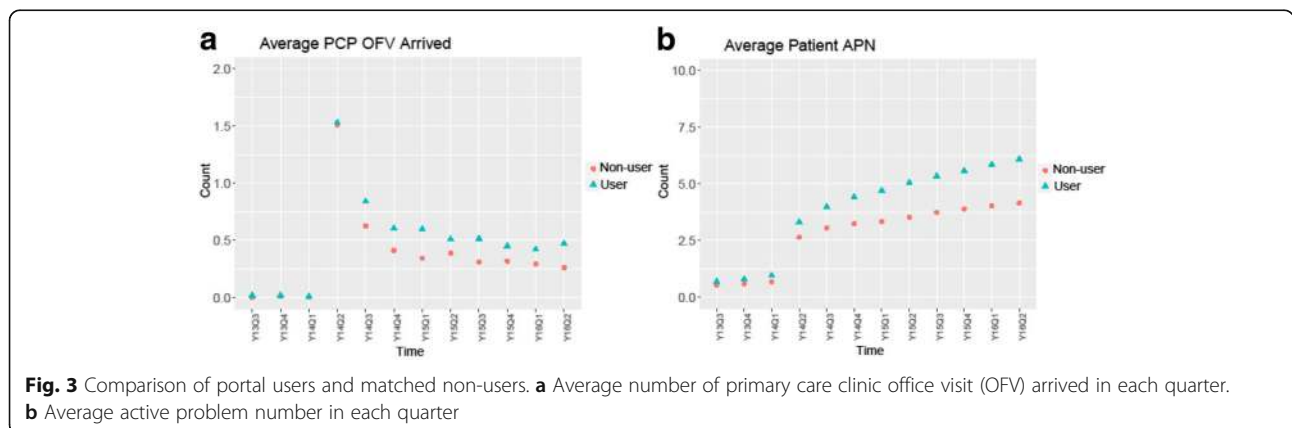 a Average PCP OFV Arrived
2.0
1.5
1.0
0.5
0.0
Count
Y13Q3 Y13Q4 Y14Q1 Y14Q2 Y14Q3 Y14Q4 Y15Q1 Y15Q2 Y15Q3 Y15Q4 Y16Q1 Y16Q2
Time
Non-user
User
b Average Patient APN
10.0
7.5
5.0
2.5
0.0
Count
Y13Q3 Y13Q4 Y14Q1 Y14Q2 Y14Q3 Y14Q4 Y15Q1 Y15Q2 Y15Q3 Y15Q4 Y16Q1 Y16Q2
Time
Non-user
User
Fig. 3 Comparison of portal users and matched non-users. a Average number of primary care clinic office visit (OFV) arrived in each quarter.
b Average active problem number in each quarter